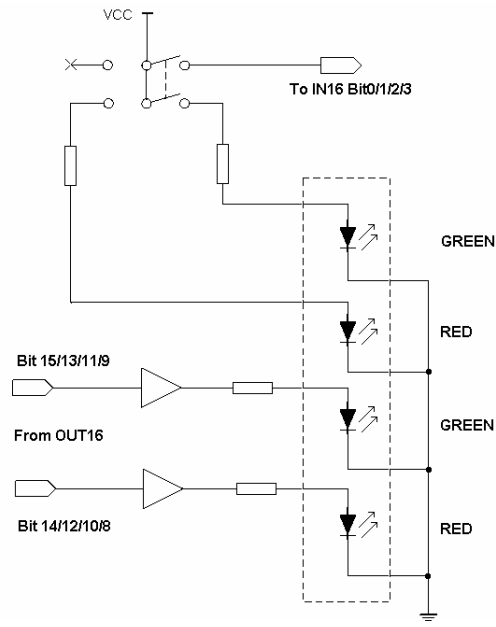 VCC
To IN16 Bit0/1/2/3
GREEN
RED
Bit 15/13/11/9
GREEN
From OUT16
Bit 14/12/10/8
RED